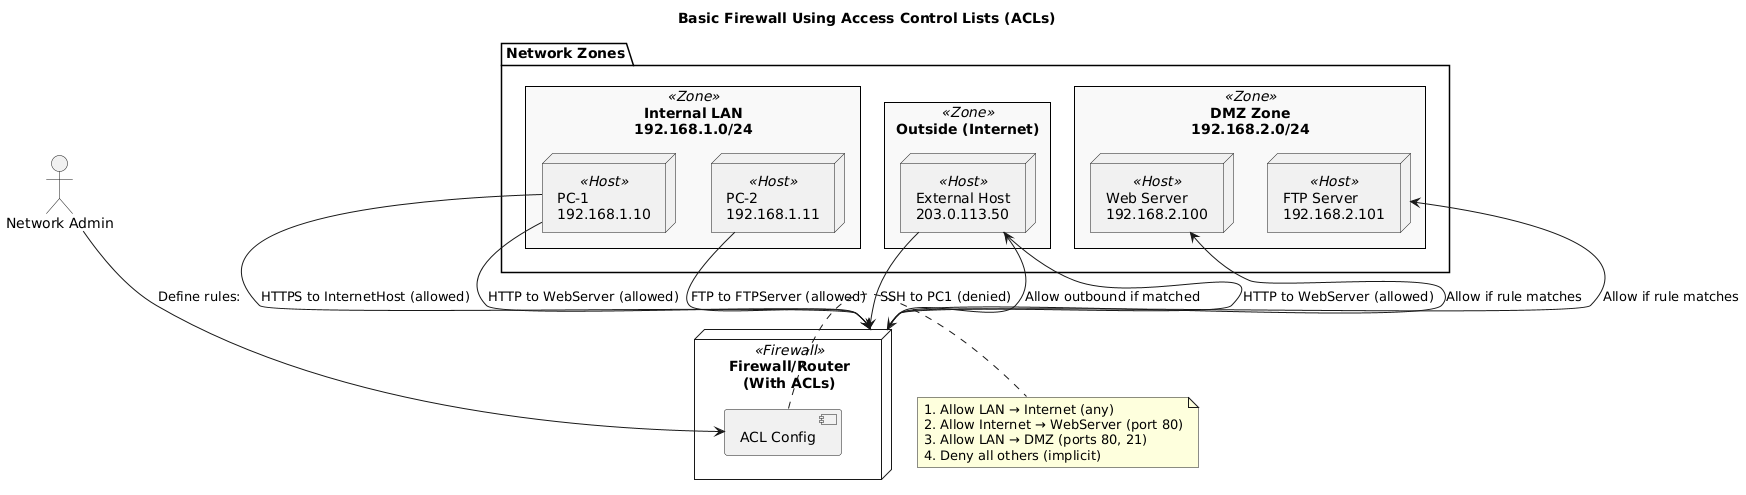 Basic Firewall Using Access Control Lists (ACLs)
Network Zones
«Zone»
Internal LAN
192.168.1.0/24
«Host»
PC-1
192.168.1.10
«Host»
PC-2
192.168.1.11
«Zone»
Outside (Internet)
«Host»
External Host
203.0.113.50
«Zone»
DMZ Zone
192.168.2.0/24
«Host»
Web Server
192.168.2.100
«Host»
FTP Server
192.168.2.101
Network Admin
Define rules:
HTTPS to InternetHost (allowed)
HTTP to WebServer (allowed)
FTP to FTPServer (allowed)
SSH to PC1 (denied)
Allow outbound if matched
HTTP to WebServer (allowed)
Allow if rule matches
Allow if rule matches
«Firewall»
Firewall/Router
(With ACLs)
ACL Config
1. Allow LAN → Internet (any)
2. Allow Internet → WebServer (port 80)
3. Allow LAN → DMZ (ports 80, 21)
4. Deny all others (implicit)